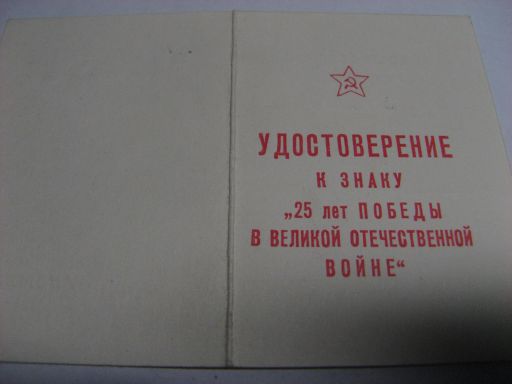 УДОСТОВЕРЕНИЕ
К ЗНАКУ
„25 лет ПОБЕДЫ
В ВЕЛИКОЙ ОТЕЧЕСТВЕННОЙ
ВОЙНЕ“